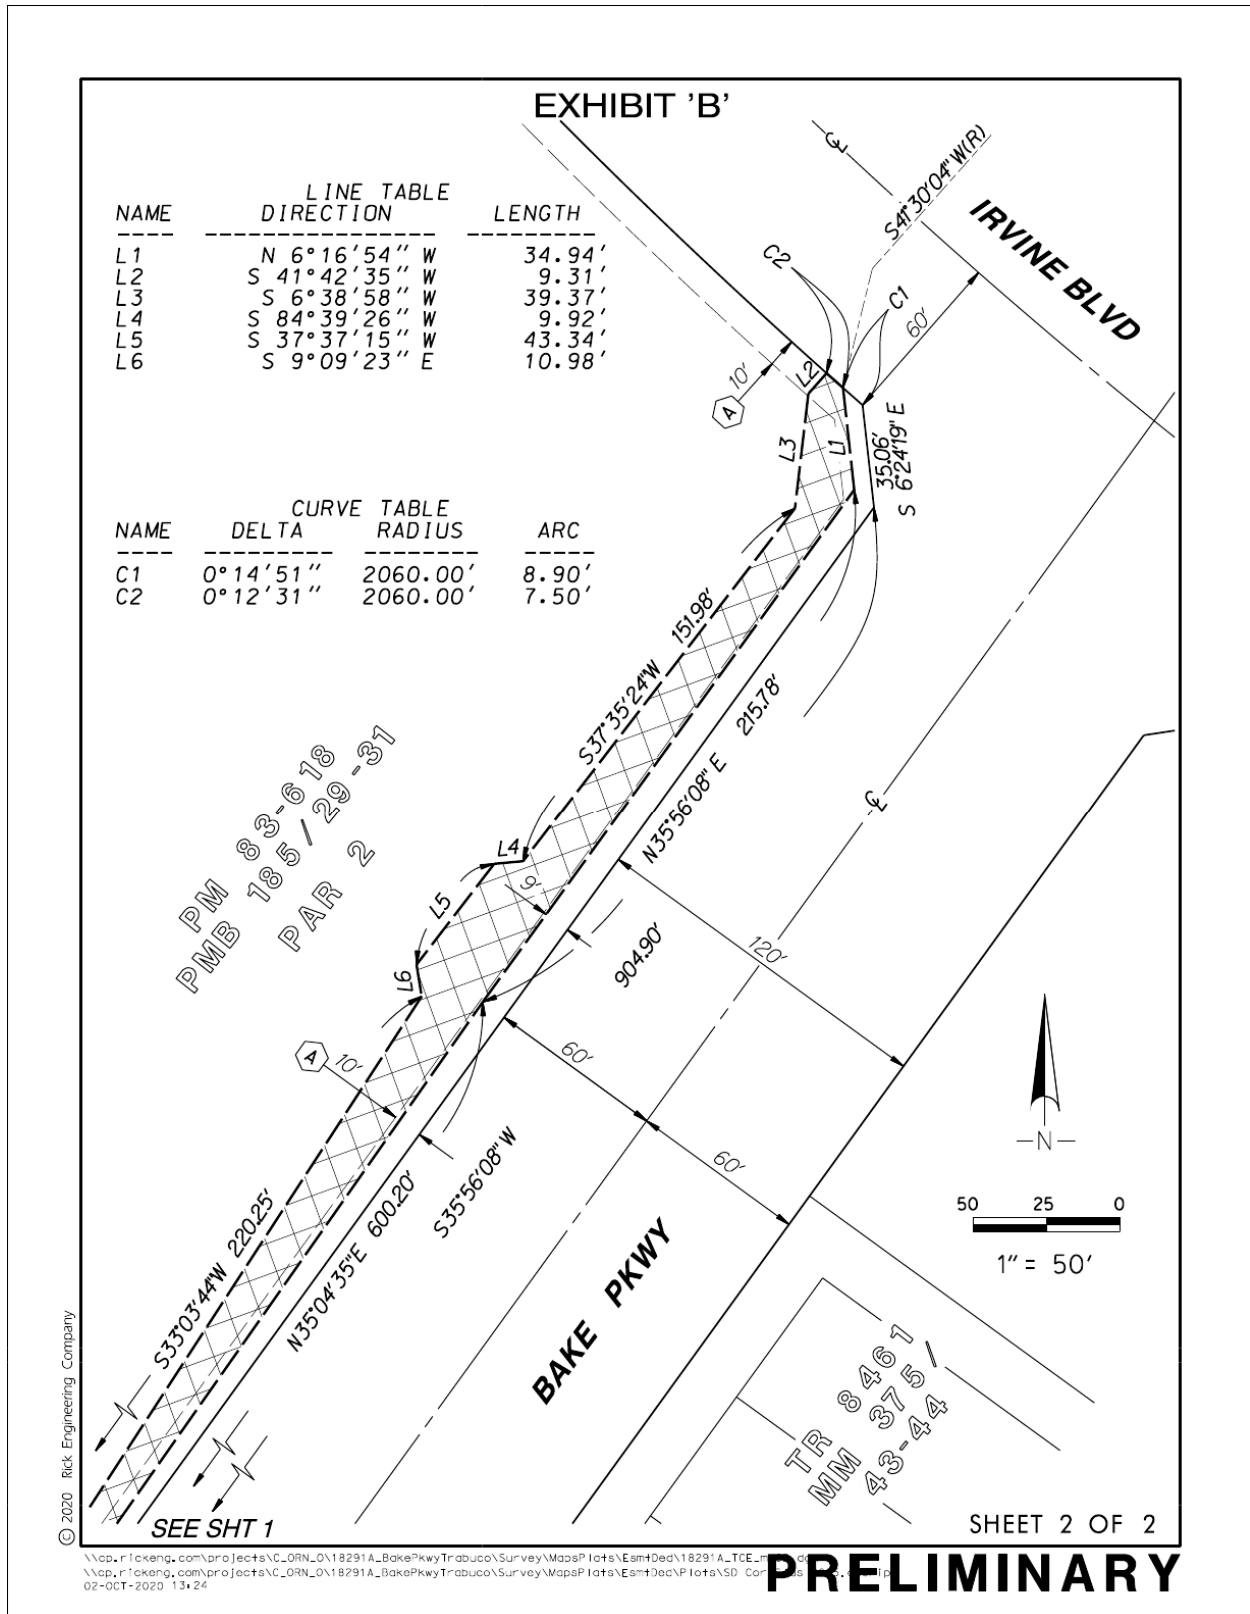 EXHIBIT 'B'
LINE TABLE
NAME DIRECTION LENGTH
L1 N 6°16'54" W 34.94'
L2 S 41°42'35" W 9.31'
L3 S 6°38'58" W 39.37'
L4 S 84°39'26" W 9.92'
L5 S 37°37'15" W 43.34'
L6 S 9°09'23" E 10.98'
CURVE TABLE
NAME DELTA RADIUS ARC
C1 0°14'51" 2060.00' 8.90'
C2 0°12'31" 2060.00' 7.50'
℄
S41°30'04"W(R)
IRVINE BLVD
C2
C1
60'
10'
A
L2
L3
L1
35.06'
S 6°24'19" E
S37°35'24"W 151.98'
N35°56'08" E 215.78'
℄
PM 83-618
PMB 185/29-31
PAR 2
L4
9'
L5
L6
904.90'
120'
A
10'
60'
60'
S35°56'08" W
S33°03'44"W 220.25'
N35°04'35"E 600.20'
BAKE PKWY
N
50 25 0
1" = 50'
TR 8461
MM 375/
43-44
SEE SHT 1
SHEET 2 OF 2
© 2020 Rick Engineering Company
02-OCT-2020 13:24
PRELIMINARY